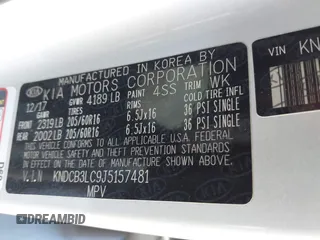 MANUFACTURED IN KOREA BY
KIA KIA MOTORS CORPORATION
12/17 GVWR 4189 LB PAINT 4SS TRIM WK
TIRES RIMS
FRONT 2319LB 205/60R16 6.5JX16 36 PSI SINGLE
REAR 2002LB 205/60R16 6.5JX16 36 PSI SINGLE
THIS VEHICLE CONFORMS TO ALL APPLICABLE U.S.A. FEDERAL
MOTOR VEHICLE SAFETY AND THEFT PREVENTION STANDARDS
IN EFFECT ON THE DATE OF MANUFACTURE SHOWN ABOVE.
V.I.N KNDCB3LC9J5157481
MPV
VIN KN
DREAMBID